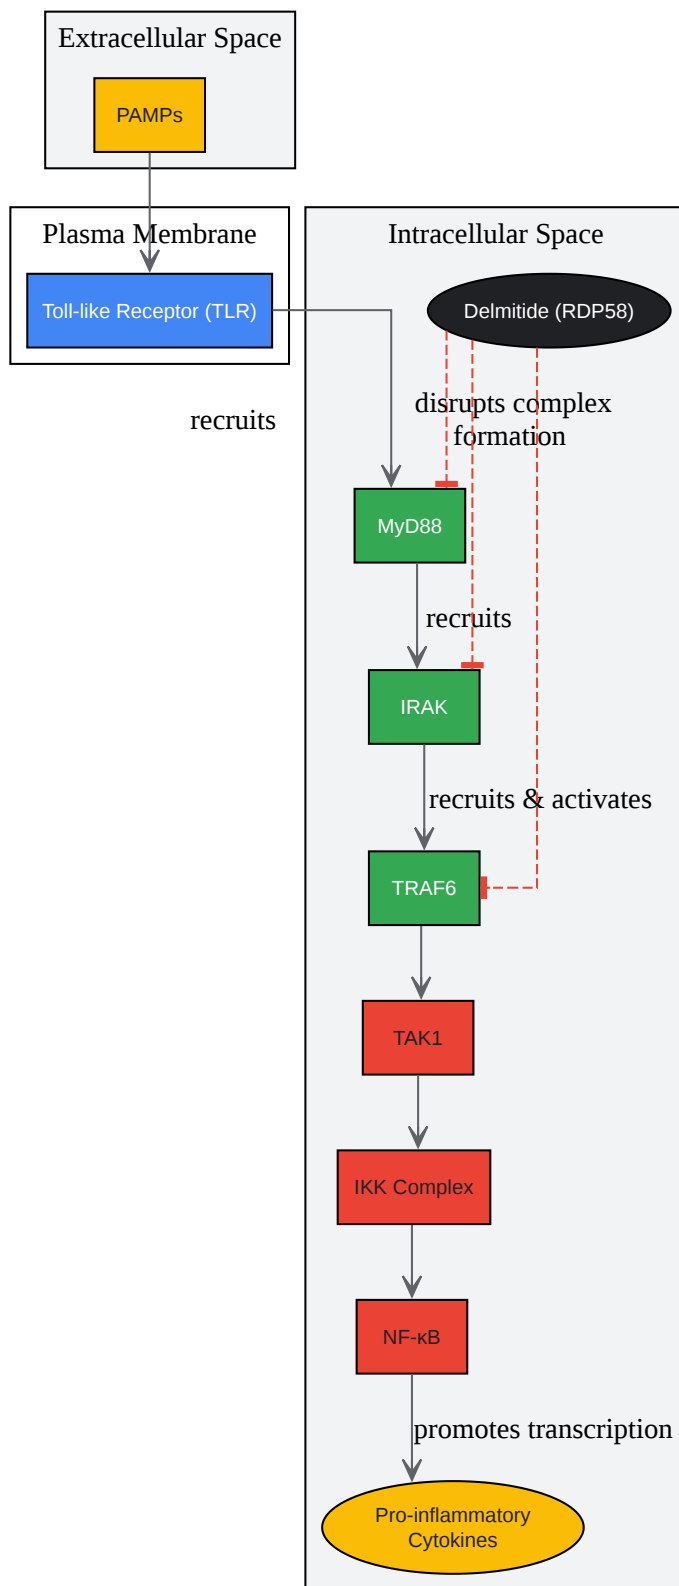 Extracellular Space
PAMPs
Plasma Membrane
Toll-like Receptor (TLR)
Intracellular Space
Delmitide (RDP58)
recruits
disrupts complex
formation
MyD88
recruits
IRAK
recruits & activates
TRAF6
TAK1
IKK Complex
NF-κB
promotes transcription
Pro-inflammatory
Cytokines